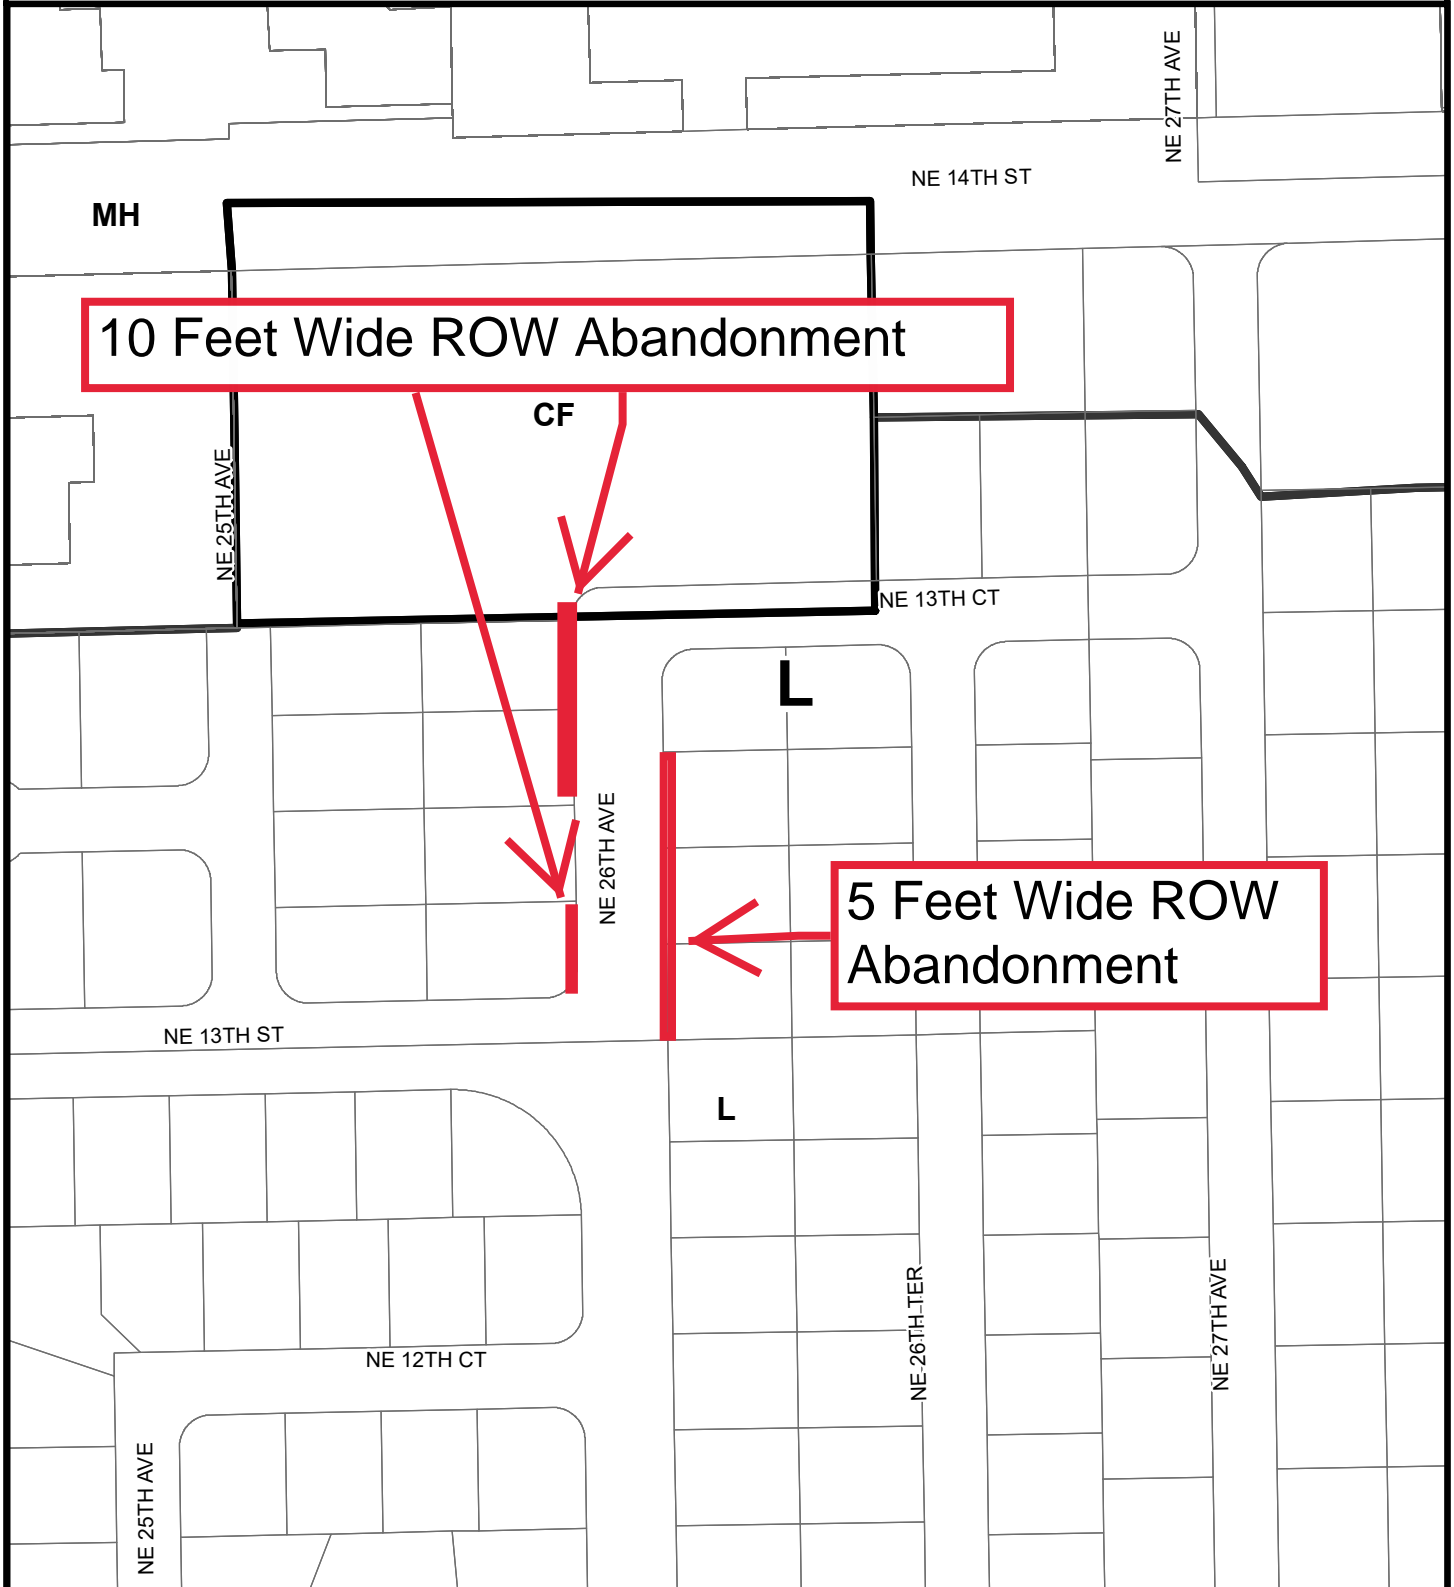 NE 27TH AVE
NE 14TH ST
MH
10 Feet Wide ROW Abandonment
CF
NE 25TH AVE
NE 13TH CT
L
NE 26TH AVE
5 Feet Wide ROW
Abandonment
NE 13TH ST
L
NE 26TH TER
NE 27TH AVE
NE 12TH CT
NE 25TH AVE